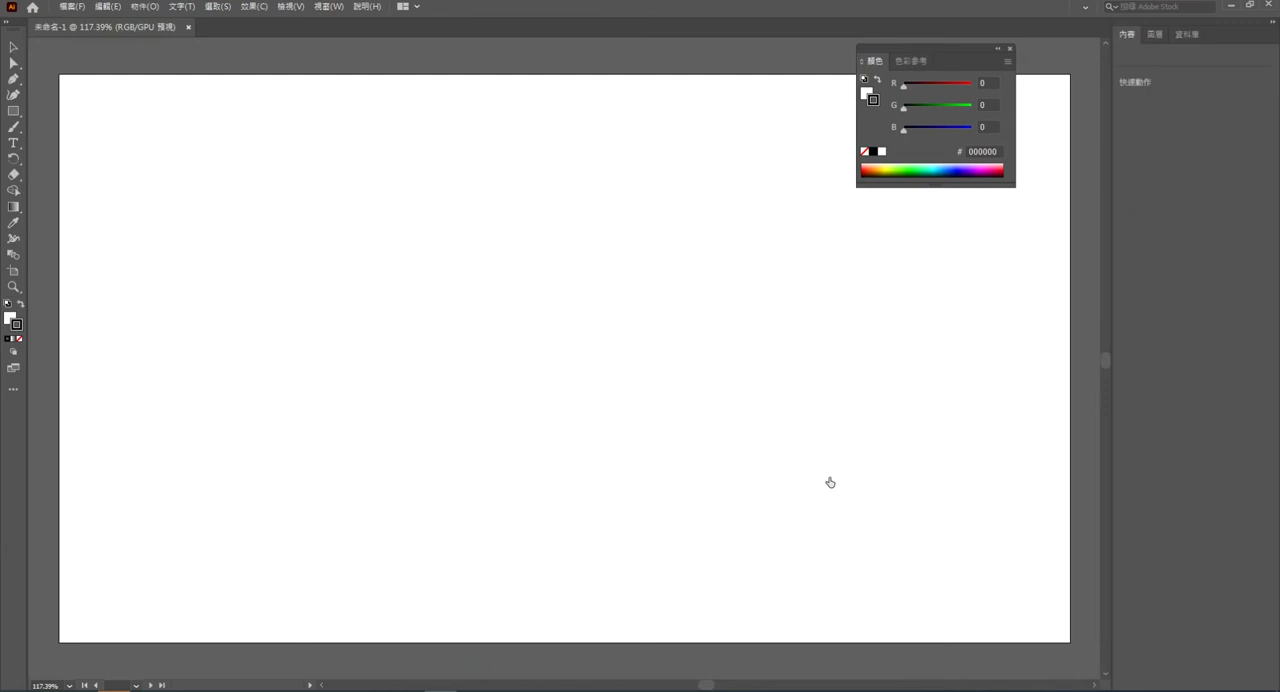 Ai 檔案(F) 編輯(E) 物件(O) 文字(T) 選取(S) 效果(C) 檢視(V) 視窗(W) 說明(H) 搜尋 Adobe Stock
未命名-1 @ 117.39% (RGB/GPU 預視)
內容 圖層 資料庫
快速動作
顏色 色彩參考
R 0
G 0
B 0
# 000000
T
117.39%